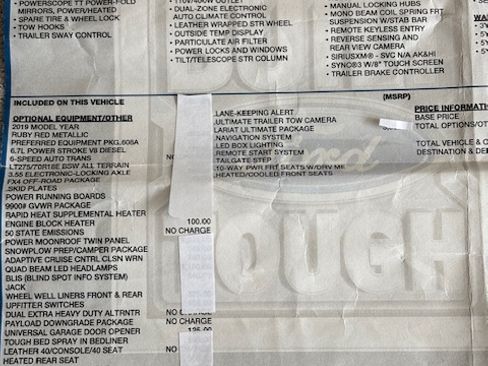 • POWERSCOPE TT POWER-FOLD
MIRRORS, POWER/HEATED
• SPARE TIRE & WHEEL LOCK
• TOW HOOKS
• TRAILER SWAY CONTROL
• 110V/400W OUTLET
• DUAL-ZONE ELECTRONIC
AUTO CLIMATE CONTROL
• LEATHER WRAPPED STR WHEEL
• OUTSIDE TEMP DISPLAY
• PARTICULATE AIR FILTER
• POWER LOCKS AND WINDOWS
• TILT/TELESCOPE STR COLUMN
• MANUAL LOCKING HUBS
• MONO BEAM COIL SPRING FRT
SUSPENSION W/STAB BAR
• REMOTE KEYLESS ENTRY
• REVERSE SENSING AND
REAR VIEW CAMERA
• SIRIUSXM® - SVC N/A AK&HI
• SYNC®3 W/8" TOUCH SCREEN
• TRAILER BRAKE CONTROLLER
INCLUDED ON THIS VEHICLE
(MSRP)
OPTIONAL EQUIPMENT/OTHER
2019 MODEL YEAR
RUBY RED METALLIC
PREFERRED EQUIPMENT PKG.608A
6.7L POWER STROKE V8 DIESEL
6-SPEED AUTO TRANS NO
LT275/70R18E BSW ALL TERRAIN
3.55 ELECTRONIC-LOCKING AXLE
FX4 OFF-ROAD PACKAGE
SKID PLATES
POWER RUNNING BOARDS
9900# GVWR PACKAGE
RAPID HEAT SUPPLEMENTAL HEATER
ENGINE BLOCK HEATER 100.00
50 STATE EMISSIONS NO CHARGE
POWER MOONROOF TWIN PANEL
SNOWPLOW PREP/CAMPER PACKAGE
ADAPTIVE CRUISE CNTRL CLSN WRN
QUAD BEAM LED HEADLAMPS
BLIS (BLIND SPOT INFO SYSTEM)
JACK
WHEEL WELL LINERS FRONT & REAR
UPFITTER SWITCHES
DUAL EXTRA HEAVY DUTY ALTRNTR
PAYLOAD DOWNGRADE PACKAGE NO CHARGE
UNIVERSAL GARAGE DOOR OPENER
TOUGH BED SPRAY IN BEDLINER
LEATHER 40/CONSOLE/40 SEAT NO
HEATED REAR SEAT
LANE-KEEPING ALERT
ULTIMATE TRAILER TOW CAMERA
LARIAT ULTIMATE PACKAGE
NAVIGATION SYSTEM
LED BOX LIGHTING
REMOTE START SYSTEM
TAILGATE STEP
10-WAY PWR FRT SEATS W/DRV ME
HEATED/COOLED FRONT SEATS
PRICE INFORMATI
BASE PRICE
TOTAL OPTIONS/OT
TOTAL VEHICLE &
DESTINATION & DE
TOUGH